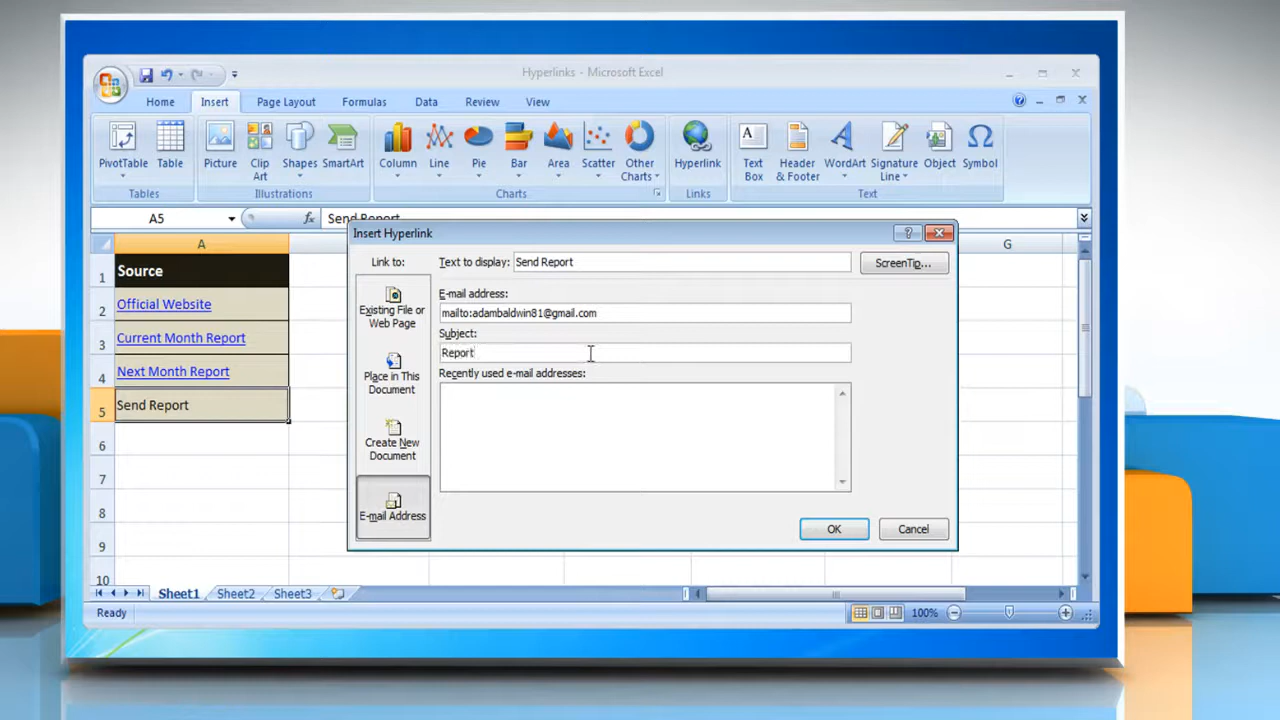 Hyperlinks - Microsoft Excel
Home Insert Page Layout Formulas Data Review View
PivotTable Table Picture Clip Art Shapes SmartArt Column Line Pie Bar Area Scatter Other Charts Hyperlink Text Box Header & Footer WordArt Signature Line Object Symbol
Tables Illustrations Charts Links Text
A5 fx Send Report
Insert Hyperlink
Link to: Text to display: Send Report ScreenTip...
Existing File or Web Page
Place in This Document
Create New Document
E-mail Address
E-mail address:
mailto:adambaldwin81@gmail.com
Subject:
Report
Recently used e-mail addresses:
OK Cancel
A G
1 Source
2 Official Website
3 Current Month Report
4 Next Month Report
5 Send Report
6
7
8
9
10
Sheet1 Sheet2 Sheet3
Ready 100%